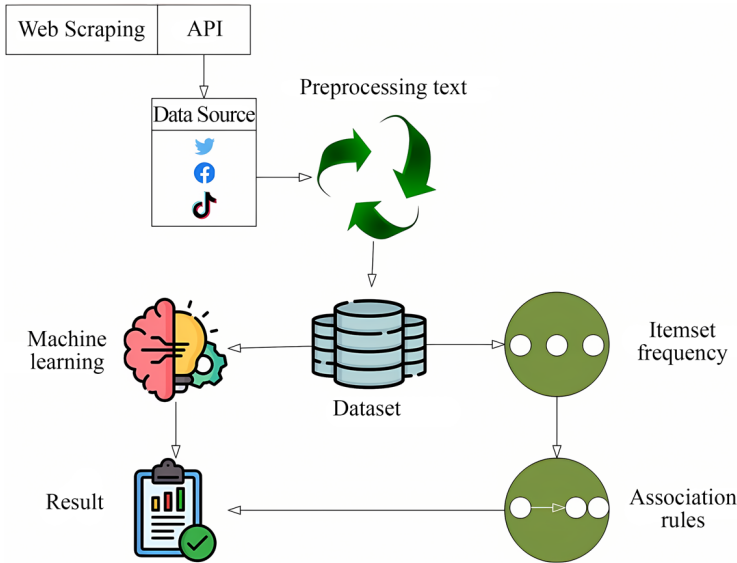 Web Scraping
API
Preprocessing text
Data Source
Machine
learning
Itemset
frequency
Dataset
Result
Association
rules